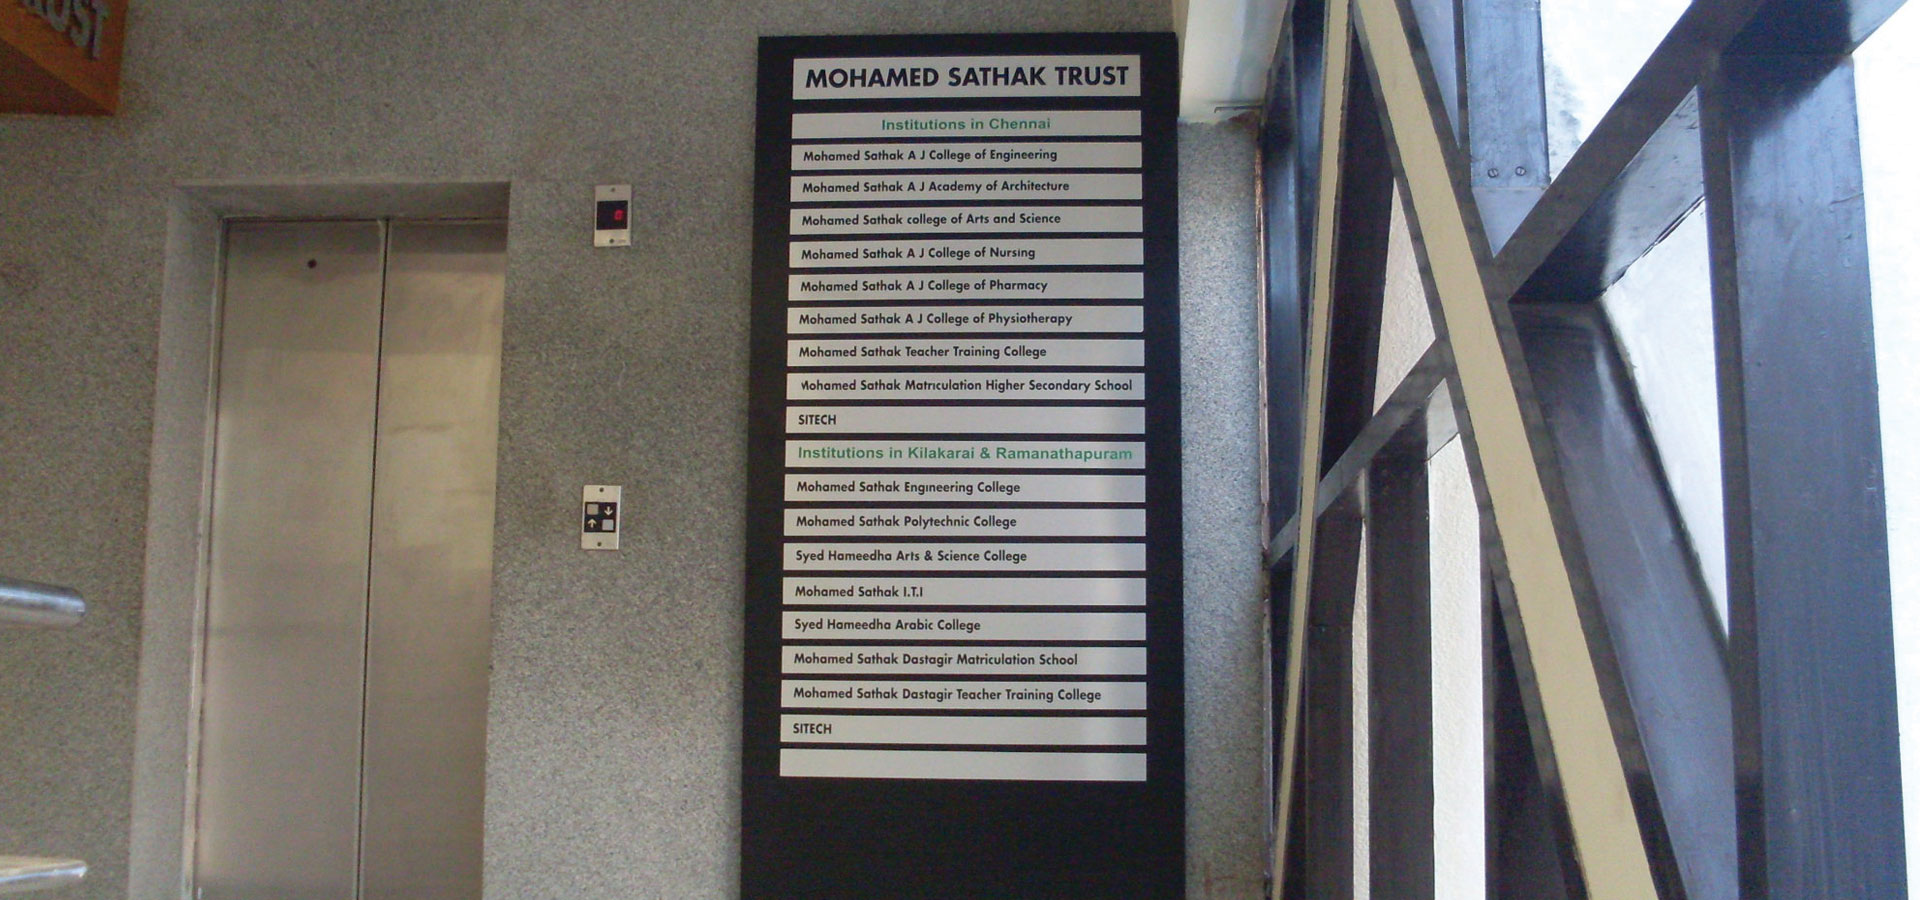 MOHAMED SATHAK TRUST
Institutions in Chennai
Mohamed Sathak A J College of Engineering
Mohamed Sathak A J Academy of Architecture
Mohamed Sathak college of Arts and Science
Mohamed Sathak A J College of Nursing
Mohamed Sathak A J College of Pharmacy
Mohamed Sathak A J College of Physiotherapy
Mohamed Sathak Teacher Training College
Mohamed Sathak Matriculation Higher Secondary School
SITECH
Institutions in Kilakarai & Ramanathapuram
Mohamed Sathak Engineering College
Mohamed Sathak Polytechnic College
Syed Hameedha Arts & Science College
Mohamed Sathak I.T.I
Syed Hameedha Arabic College
Mohamed Sathak Dastagir Matriculation School
Mohamed Sathak Dastagir Teacher Training College
SITECH